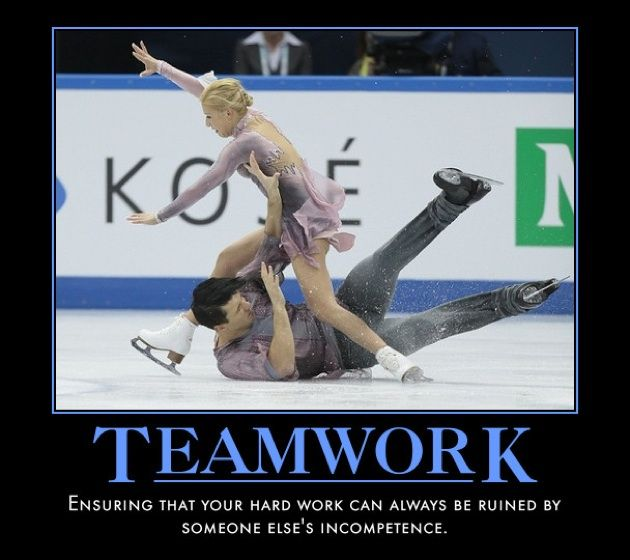 KOSÉ
TEAMWORK
ENSURING THAT YOUR HARD WORK CAN ALWAYS BE RUINED BY
SOMEONE ELSE'S INCOMPETENCE.